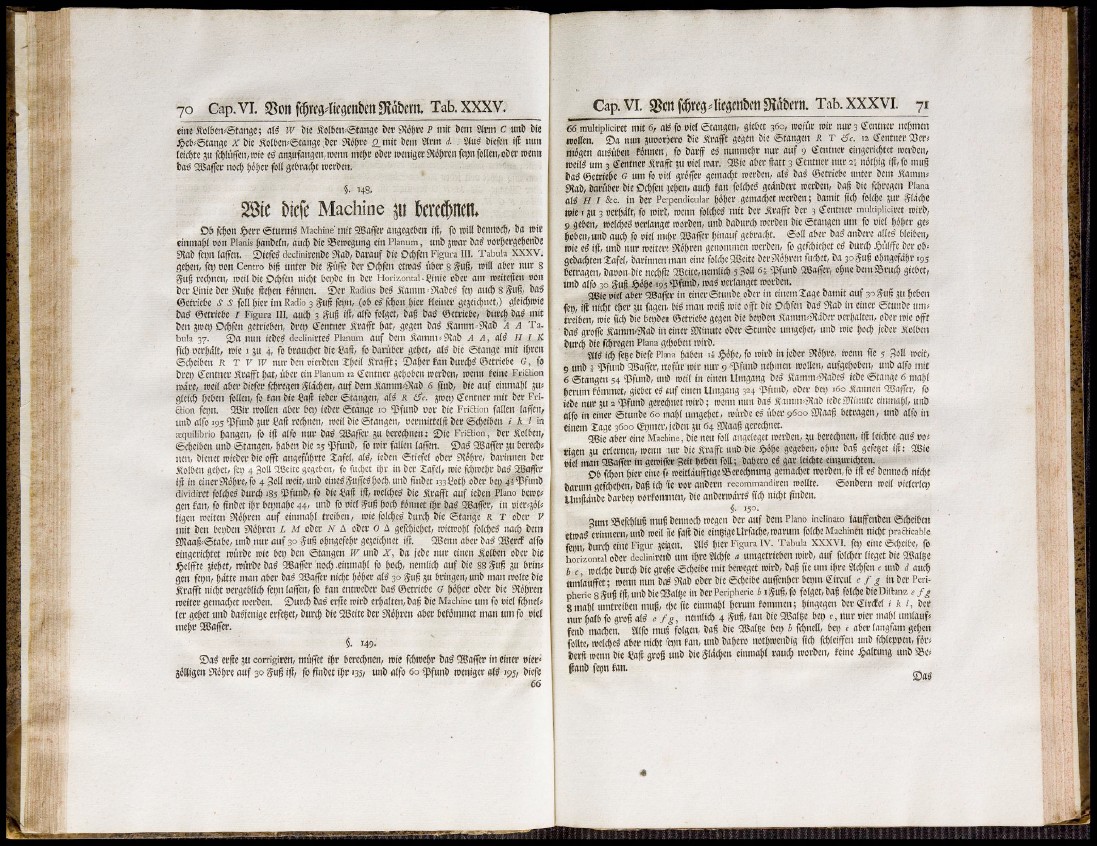 70 Cap. VI. Von schreg-liegenden Rädern. Tab. XXXV.
eine Kolben-Stange; als W die Kolben-Stange der Röhre P mit dem Arm C und die
Heb-Stange X die Kolben-Stange der Röhre Q mit dem Arm d. Aus diesen ist nun
leichte zu schlüssen, wie es anzufangen, wenn mehr oder weniger Röhren seyn sollen, oder wenn
das Wasser noch höher soll gebracht werden.
§. 148.
Wie diese Machine zu berechnen.
Ob schon Herr Sturms Machine mit Wasser angegeben ist, so will dennoch, da wir
einmahl von Planis handeln, auch die Bewegung ein Planum, und zwar das vorhergehende
Rad seyn lassen. Dieses declinirende Rad, darauf die Ochsen Figura III. Tabula XXXV.
gehen, sey von Centro biß unter die Füsse der Ochsen etwas über 8 Fuß, will aber nur 8
Fuß rechnen, weil die Ochsen nicht beyde in der Horizontal-Linie oder am weitesten von
der Linie der Ruhe stehen können. Der Radius des Kamm-Rades sey auch 8 Fuß, das
Getriebe S S soll hier im Radio 3 Fuß seyn, (ob es schon hier kleiner gezeichnet,) gleichwie
das Getriebe I Figura III. auch 3 Fuß ist, also folget, daß das Getriebe, durch das mit
den zwey Ochsen getrieben, drey Centner Krafft hat, gegen das Kamm-Rad A A Ta-
bula 37. Da nun jedes declinirtes Planum auf dem Kamm-Rad A A, als H I K
sich verhält, wie 1 zu 4, so brauchet die Last, so darüber gehet, als die Stange mit ihren
Scheiben R T V W nur den vierdten Theil Krafft; Daher kan durchs Getriebe G, so
drey Centner Krafft hat, über ein Planum 12 Centner gehoben werden, wenn keine Friction
wäre, weil aber dieser schregen Flächen, auf dem Kamm-Rad 6 sind, die auf einmahl zu-
gleich heben sollen, so kan die Last jeder Stangen, als R &c. zwey Centner mit der Fri-
ction seyn. Wir wollen aber bey jeder Stange 10 Pfund vor die Friction fallen lassen,
und also 195 Pfund zur Last rechnen, weil die Stangen, vermittelst der Scheiben i k l in
æquilibrio hangen, so ist also nur das Wasser zu berechnen: Die Friction, der Kolben,
Scheiben und Stangen, haben die 25 Pfund, so wir fallen lassen. Das Wasser zu berech-
nen, dienet wieder die offt angeführte Tafel, als, jeden Stiefel oder Röhre, darinnen der
Kolben gehet, sey 4 Zoll Weite gegeben, so suchet ihr in der Tafel, wie schwehr das Wasser
ist in einer Röhre, so 4 Zoll weit, und eines Fusses hoch, und findet 133 Loth oder bey 4¼ Pfund
dividiret solches durch 185 Pfund, so die Last ist, welches die Krafft auf jeden Plano bewe-
gen kan, so findet ihr beynahe 44, und so viel Fuß hoch könnet ihr das Wasser, in vier-zöl-
ligen weiten Röhren auf einmahl treiben, wie solches durch die Stange R T oder V
mit den beyden Röhren L M oder N Δ oder O Δ geschiehet, wiewohl solches nach dem
Maaß-Stabe, und nur auf 30 Fuß ohngefehr gezeichnet ist. Wenn aber das Werck also
eingerichtet würde wie bey den Stangen W und X, da jede nur einen Kolben oder die
Helffte ziehet, würde das Wasser noch einmahl so hoch, nemlich auf die 88 Fuß zu brin-
gen seyn, hätte man aber das Wasser nicht höher als 30 Fuß zu bringen, und man wolte die
Krafft nicht vergeblich seyn lassen, so kan entweder das Getriebe G höher oder die Röhren
weiter gemachet werden. Durch das erste wird erhalten, daß die Machine um so viel schnel-
ler gehet und dasjenige ersetzet, durch die Weite der Röhren aber bekömmet man um so viel
mehr Wasser.
§. 149.
Das erste zu corrigiren, müsset ihr berechnen, wie schwehr das Wasser in einer vier-
zölligen Röhre auf 30 Fuß ist, so findet ihr 135, und also 60 Pfund weniger als 195, diese
66
Cap. VI. Von schreg-liegenden Rädern. Tab. XXXVI. 71
66 multipliciret mit 6, als so viel Stangen, giebet 360, wofür wir nur 3 Centner nehmen
wollen. Da nun zuvorhero die Krafft gegen die Stangen R T &c. 12 Centner Ver-
mögen ausüben können, so darff es nunmehr nur auf 9 Centner eingerichtet werden,
weils um 3 Centner Krafft zu viel war. Wie aber statt 3 Centner nur 2¼ nöthig ist, so muß
das Getriebe G um so viel grösser gemacht werden, als das Getriebe unter dem Kamm-
Rad, darüber die Ochsen gehen, auch kan solches geändert werden, daß die schregen Plana
als H I &c. in der Perpendicular höher gemachet werden; damit sich solche zur Fläche
wie 1 zu 3 verhält, so wird, wenn solches mit der Krafft der 3 Centner multipliciret wird,
9 geben, welches verlanget worden, und dadurch werden die Stangen um so viel höher ge-
hoben, und auch so viel mehr Wasser hinauf gebracht. Soll aber das andere alles bleiben,
wie es ist, und nur weitere Röhren genommen werden, so geschiehet es durch Hülffe der ob-
gedachten Tafel, darinnen man eine solche Weite der Röhren suchet, da 30 Fuß ohngefähr 195
betragen, davon die nechste Weite, nemlich 5 Zoll 6½ Pfund Wasser, ohne dem Bruch giebet,
und also 30 Fuß Höhe 195 Pfund, was verlanget worden.
Wie viel aber Wasser in einer Stunde oder in einem Tage damit auf 30 Fuß zu heben
sey, ist nicht eher zu sagen, bis man weiß wie offt die Ochsen das Rad in einer Stunde um-
treiben, wie sich die beyden Getriebe gegen die beyden Kamm-Räder verhalten, oder wie offt
das grosse Kamm-Rad in einer Minute oder Stunde umgehet, und wie hoch jeder Kolben
durch die schregen Plana gehoben wird.
Als ich setze diese Plana haben 1½ Höhe, so wird in jeder Röhre, wenn sie 5 Zoll weit,
9 und ¾ Pfund Wasser, wofür wir nur 9 Pfund nehmen wollen, aufgehoben, und also mit
6 Stangen 54 Pfund, und weil in einen Umgang des Kamm-Rades jede Stange 6 mahl
herum kömmet, giebet es auf einen Umgang 324 Pfund, oder bey 160 Kannen Wasser, so
jede nur zu 2 Pfund gerechnet wird; wenn nun das Kamm-Rad jede Minute einmahl, und
also in einer Stunde 60 mahl umgehet, würde es über 9600 Maaß betragen, und also in
einem Tage 3600 Eymer, jeden zu 64 Maaß gerechnet.
Wie aber eine Machine, die neu soll angeleget werden, zu berechnen, ist leichte aus vo-
rigen zu erlernen, wenn nur die Krafft und die Höhe gegeben, ohne daß gesetzet ist: Wie
viel man Wasser in gewisser Zeit heben soll; dahero es gar leichte einzurichten.
Ob schon hier eine so weitläufftige Berechnung gemachet worden, so ist es dennoch nicht
darum geschehen, daß ich sie vor andern recommandiren wollte. Sondern weil vielerley
Umstände darbey vorkommen, die anderwärts sich nicht finden.
§. 150.
Zum Beschluß muß dennoch wegen der auf dem Plano inclinato lauffenden Scheiben
etwas erinnern, und weil sie fast die eintzige Ursache, warum solche Machinen nicht practicable
seyn, durch eine Figur zeigen. Als hier Figura IV. Tabula XXXVI. sey eine Scheibe, so
horizontal oder declinirend um ihre Achse a umgetrieben wird, auf solcher lieget die Waltze
b c, welche durch die große Scheibe mit beweget wird, daß sie um ihre Achsen c und d auch
umlauffet; wenn nun das Rad oder die Scheibe aussenher beym Circul e f g in der Peri-
pherie 8 Fuß ist, und die Waltze in der Peripherie b 1 Fuß, so folget, daß solche die Distanz e f g
8 mahl umtreiben muß, ehe sie einmahl herum kommen; hingegen der Circkel i k l, der
nur halb so groß als e f g, nemlich 4 Fuß, kan die Waltze bey c, nur vier mahl umlauf-
fend machen. Also muß folgen, daß die Waltze bey b schnell, bey c aber langsam gehen
sollte, welches aber nicht seyn kan, und dahero nothwendig sich schleiffen und schleppen, för-
derst wenn die Last groß und die Flächen einmahl rauch worden, keine Haltung und Be-
stand seyn kan.
Das